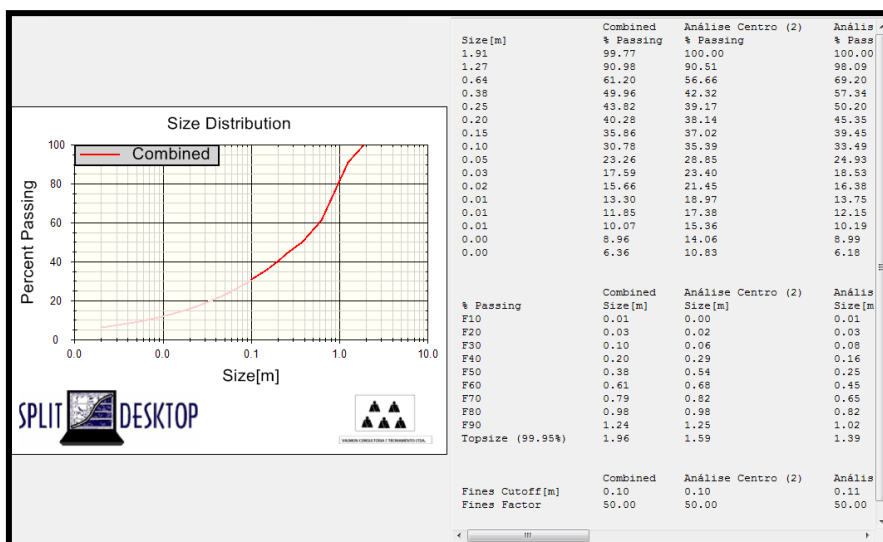 Size Distribution
Combined
Percent Passing
100
80
60
40
20
0
0.0 0.0 0.1 1.0 10.0
Size[m]
SPLIT DESKTOP
VALMON CONSULTORIA E TREINAMENTO LTDA.
Combined Análise Centro (2) Anális
Size[m] % Passing % Passing % Pass
1.91 99.77 100.00 100.00
1.27 90.98 90.51 98.09
0.64 61.20 56.66 69.20
0.38 49.96 42.32 57.34
0.25 43.82 39.17 50.20
0.20 40.28 38.14 45.35
0.15 35.86 37.02 39.45
0.10 30.78 35.39 33.49
0.05 23.26 28.85 24.93
0.03 17.59 23.40 18.53
0.02 15.66 21.45 16.38
0.01 13.30 18.97 13.75
0.01 11.85 17.38 12.15
0.01 10.07 15.36 10.19
0.00 8.96 14.06 8.99
0.00 6.36 10.83 6.18
Combined Análise Centro (2) Anális
% Passing Size[m] Size[m] Size[m
F10 0.01 0.00 0.01
F20 0.03 0.02 0.03
F30 0.10 0.06 0.08
F40 0.20 0.29 0.16
F50 0.38 0.54 0.25
F60 0.61 0.68 0.45
F70 0.79 0.82 0.65
F80 0.98 0.98 0.82
F90 1.24 1.25 1.02
Topsize (99.95%) 1.96 1.59 1.39
Combined Análise Centro (2) Anális
Fines Cutoff[m] 0.10 0.10 0.11
Fines Factor 50.00 50.00 50.00